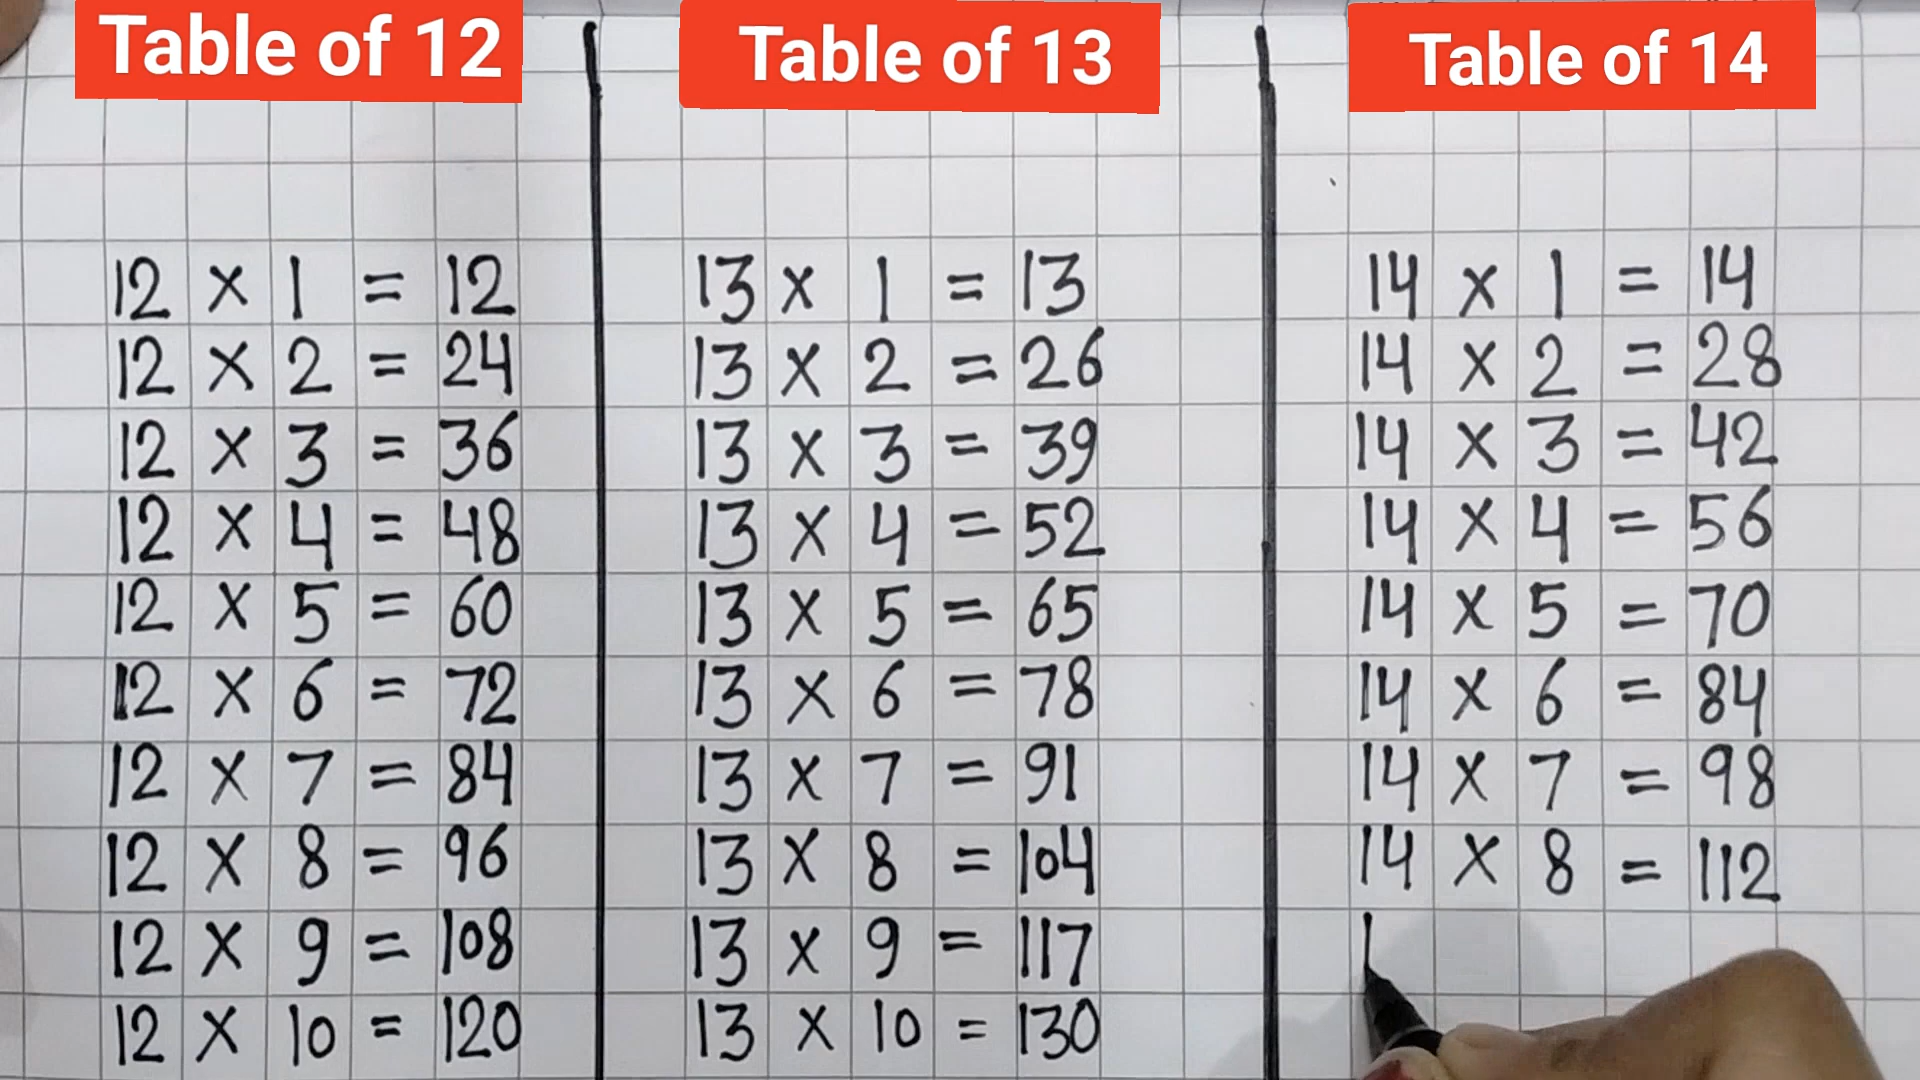 Table of 12
12 × 1 = 12
12 × 2 = 24
12 × 3 = 36
12 × 4 = 48
12 × 5 = 60
12 × 6 = 72
12 × 7 = 84
12 × 8 = 96
12 × 9 = 108
12 × 10 = 120
Table of 13
13 × 1 = 13
13 × 2 = 26
13 × 3 = 39
13 × 4 = 52
13 × 5 = 65
13 × 6 = 78
13 × 7 = 91
13 × 8 = 104
13 × 9 = 117
13 × 10 = 130
Table of 14
14 × 1 = 14
14 × 2 = 28
14 × 3 = 42
14 × 4 = 56
14 × 5 = 70
14 × 6 = 84
14 × 7 = 98
14 × 8 = 112
1